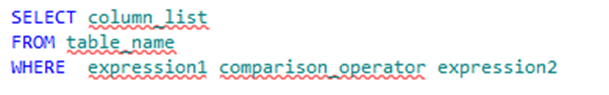 SELECT column_list
FROM table_name
WHERE  expression1 comparison_operator expression2